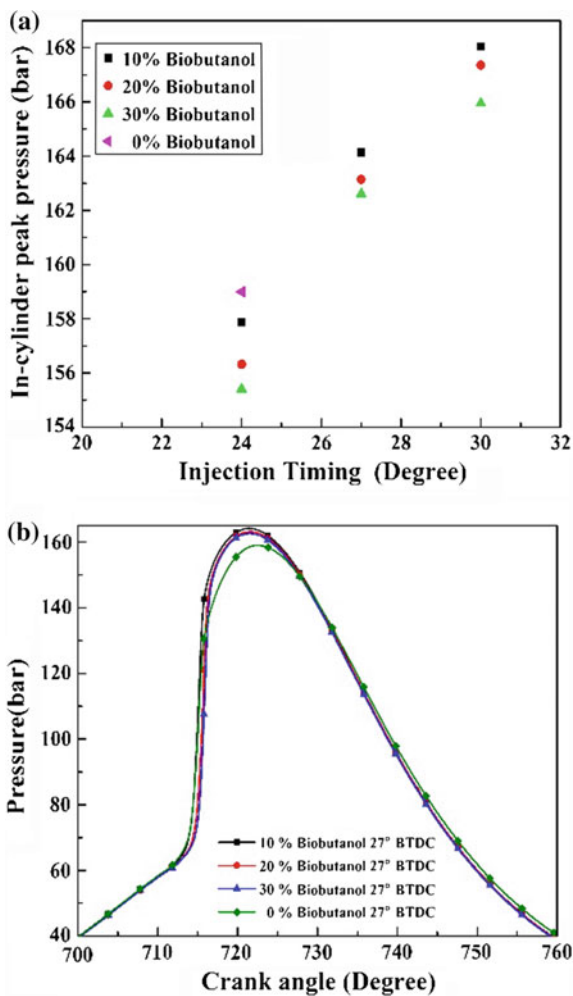 (a)
168
166
164
162
159
158
156
154
In-cylinder peak pressure (bar)
10% Biobutanol
20% Biobutanol
30% Biobutanol
0% Biobutanol
20 22 24 26 28 30 32
Injection Timing (Degree)
(b)
160
140
120
100
80
60
40
Pressure(bar)
10 % Biobutanol 27° BTDC
20 % Biobutanol 27° BTDC
30 % Biobutanol 27° BTDC
0 % Biobutanol 27° BTDC
700 710 720 730 740 750 760
Crank angle (Degree)